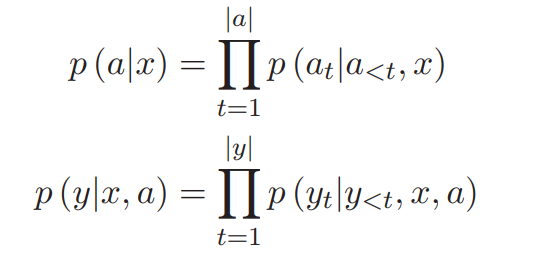 p (a|x) = ∏_{t=1}^{|a|} p (a_t|a_{<t}, x)
p (y|x, a) = ∏_{t=1}^{|y|} p (y_t|y_{<t}, x, a)